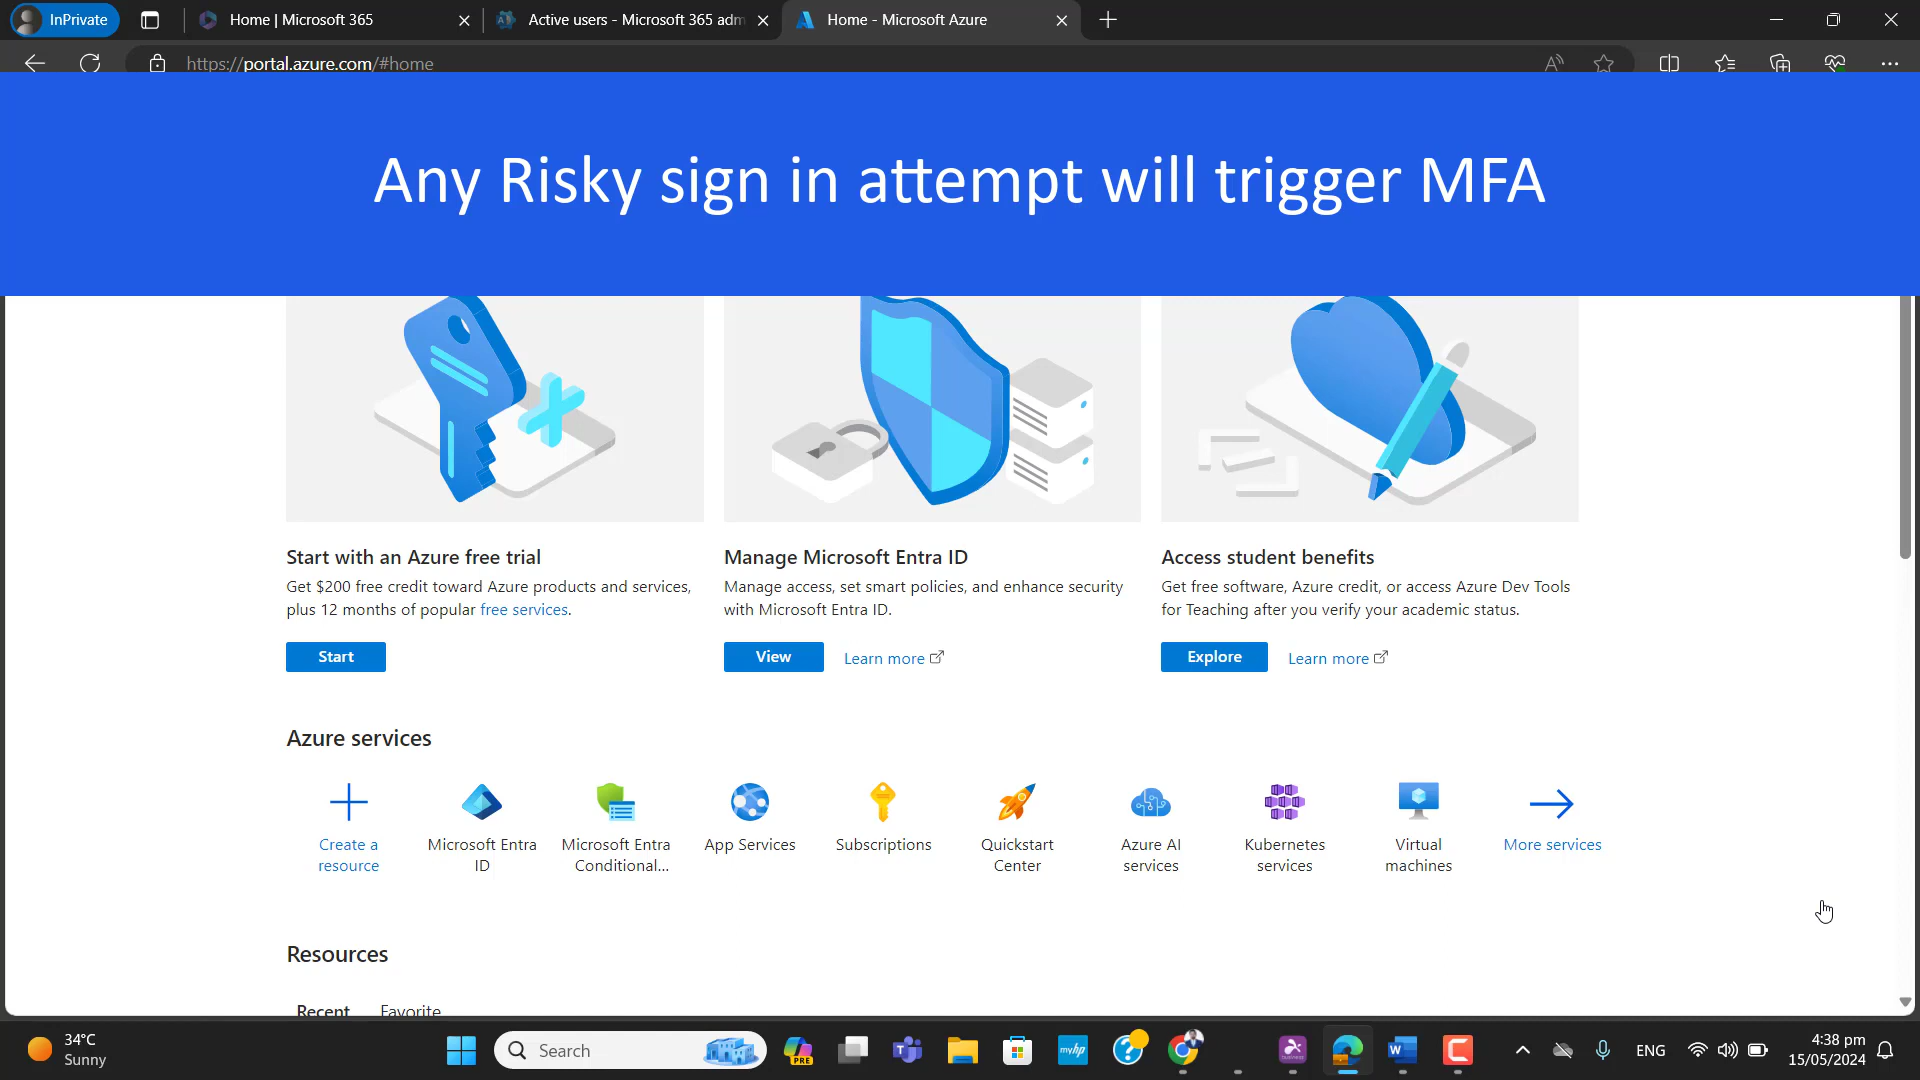 InPrivate
Home | Microsoft 365
Active users - Microsoft 365 adm
Home - Microsoft Azure
https://portal.azure.com/#home
Any Risky sign in attempt will trigger MFA
Start with an Azure free trial
Get $200 free credit toward Azure products and services,
plus 12 months of popular free services.
Start
Manage Microsoft Entra ID
Manage access, set smart policies, and enhance security
with Microsoft Entra ID.
View
Learn more
Access student benefits
Get free software, Azure credit, or access Azure Dev Tools
for Teaching after you verify your academic status.
Explore
Learn more
Azure services
Create a
resource
Microsoft Entra
ID
Microsoft Entra
Conditional...
App Services
Subscriptions
Quickstart
Center
Azure AI
services
Kubernetes
services
Virtual
machines
More services
Resources
Recent
Favorite
34°C
Sunny
Search
PRE
myhp
ENG
4:38 pm
15/05/2024